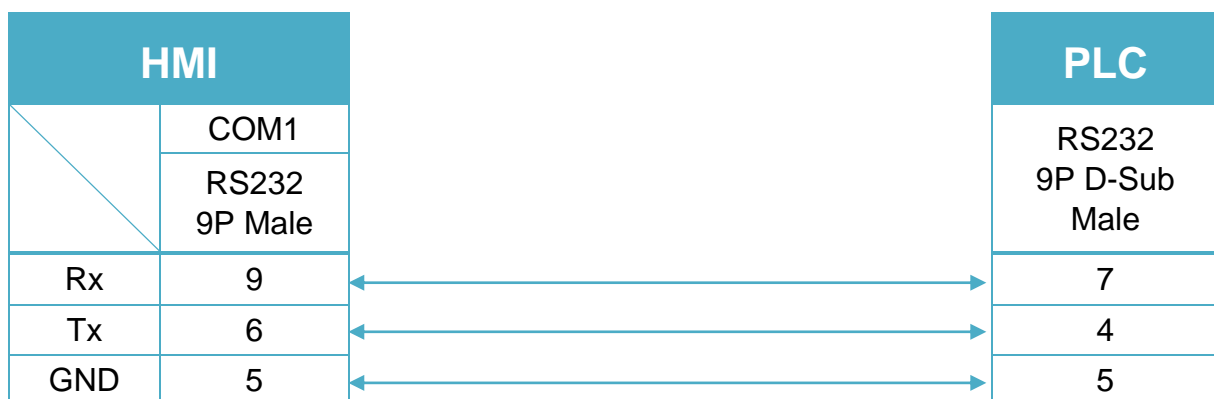 HMI
PLC
COM1
RS232
9P Male
RS232
9P D-Sub
Male
Rx 9 7
Tx 6 4
GND 5 5